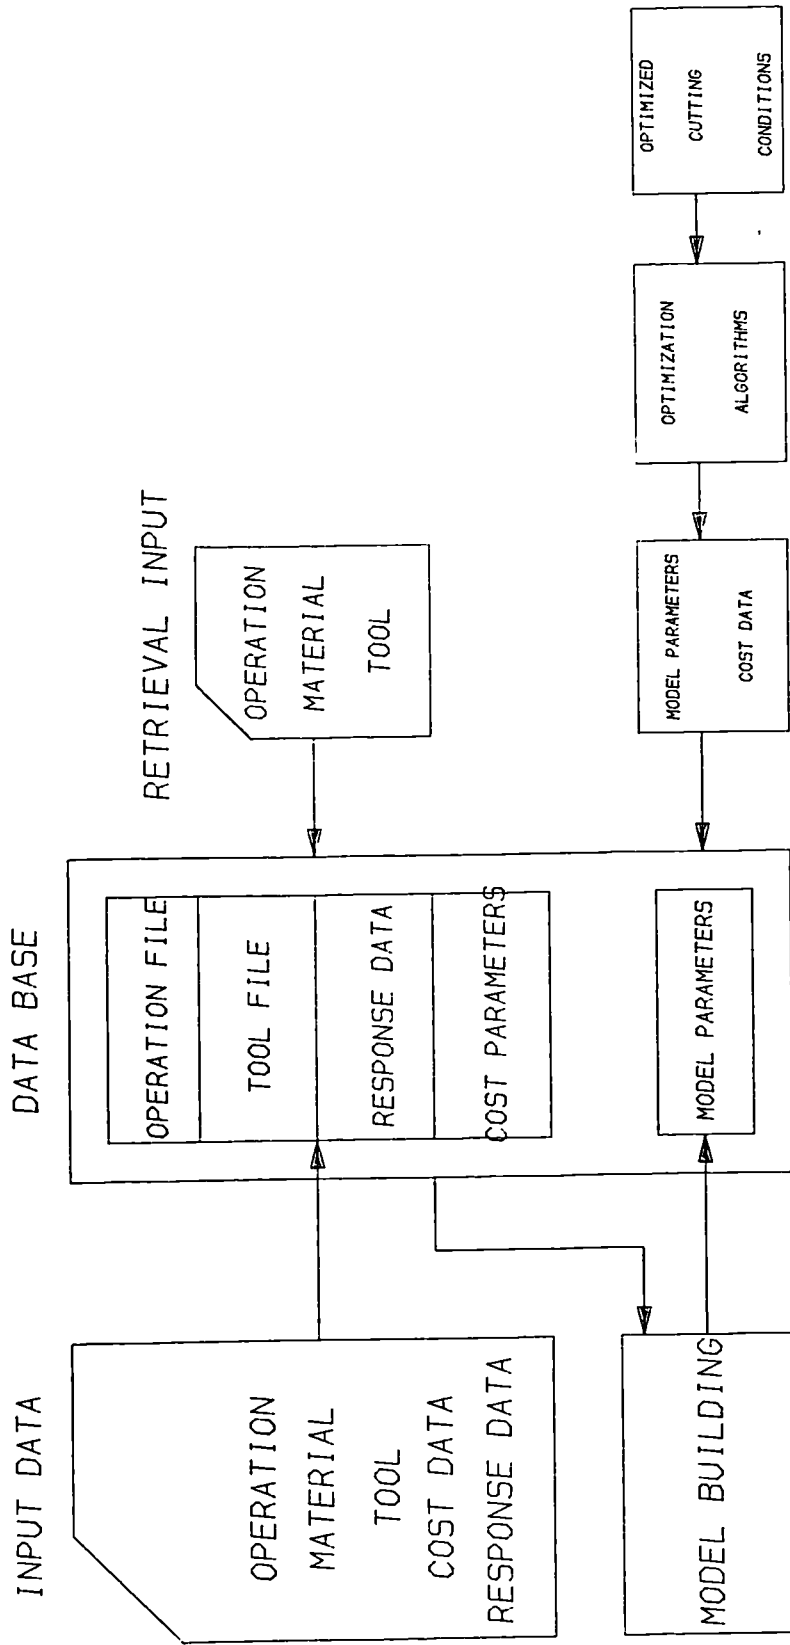 INPUT DATA
OPERATION
MATERIAL
TOOL
COST DATA
RESPONSE DATA
MODEL BUILDING
DATA BASE
OPERATION FILE
TOOL FILE
RESPONSE DATA
COST PARAMETERS
MODEL PARAMETERS
RETRIEVAL INPUT
OPERATION
MATERIAL
TOOL
MODEL PARAMETERS
COST DATA
OPTIMIZATION
ALGORITHMS
OPTIMIZED
CUTTING
CONDITIONS